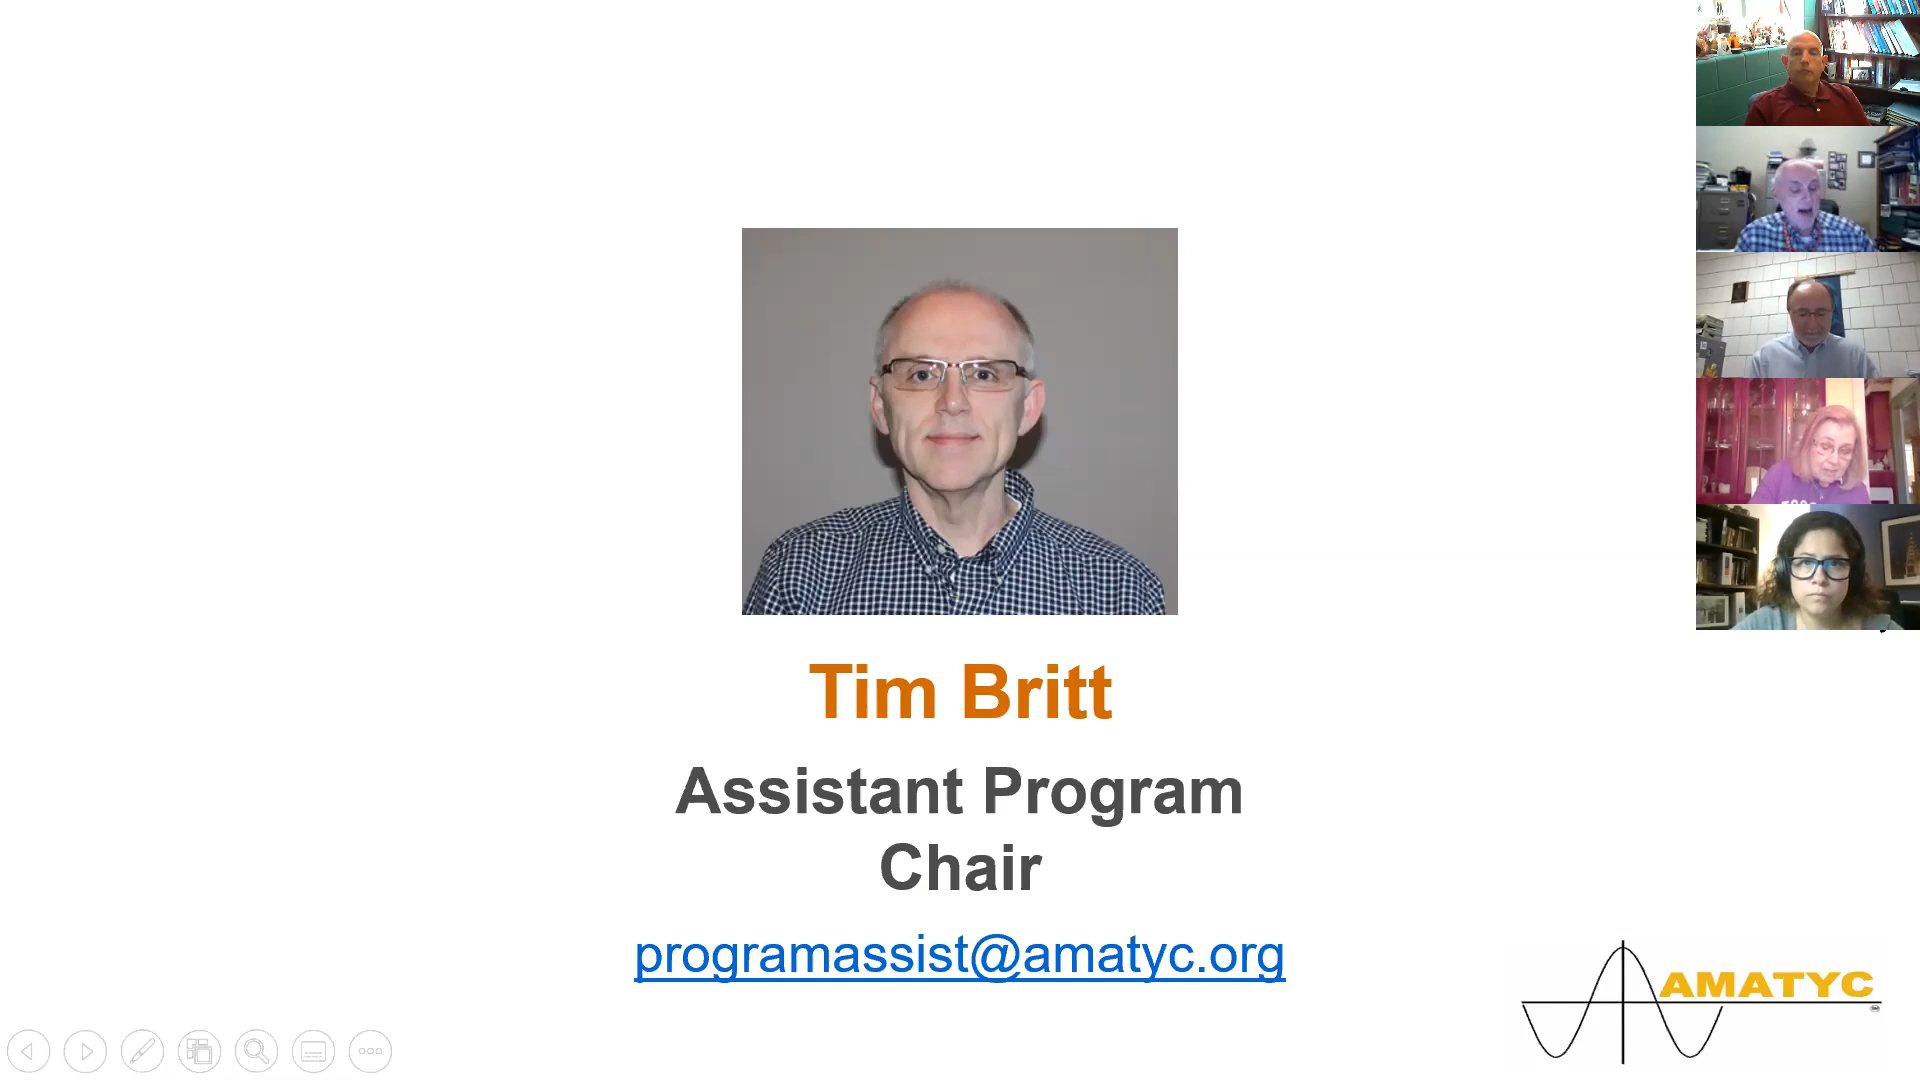 Tim Britt
Assistant Program
Chair
programassist@amatyc.org
AMATYC